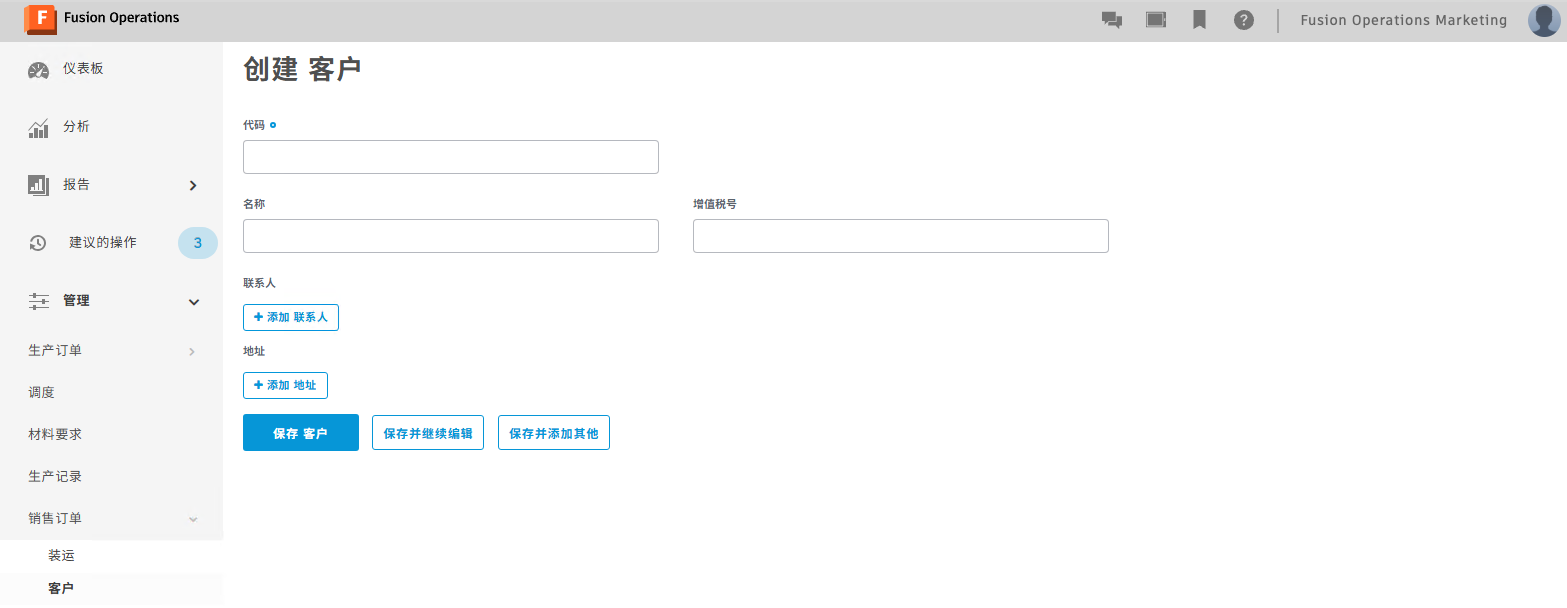 F Fusion Operations
Fusion Operations Marketing
仪表板
分析
报告
建议的操作 3
管理
生产订单
调度
材料要求
生产记录
销售订单
装运
客户
创建 客户
代码
名称 增值税号
联系人
+ 添加 联系人
地址
+ 添加 地址
保存 客户 保存并继续编辑 保存并添加其他